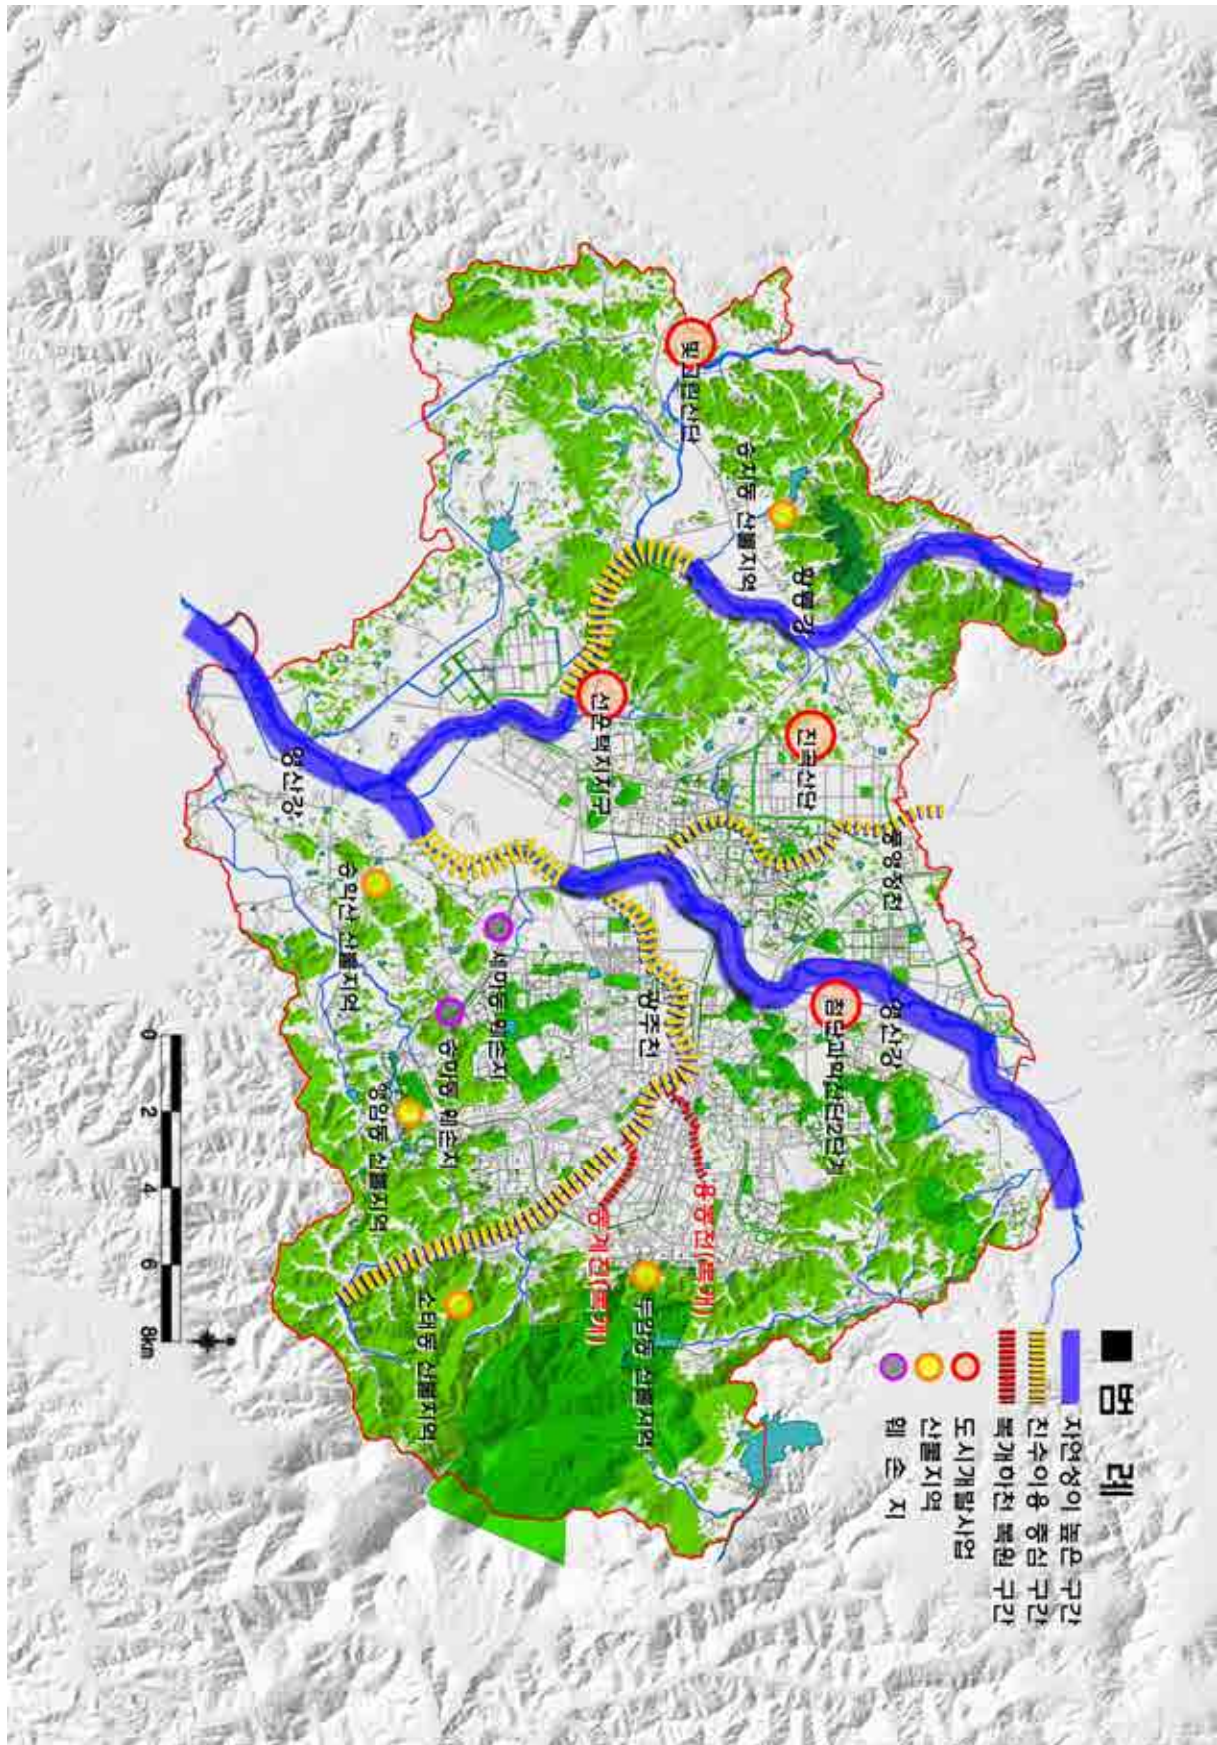 ■ 범 례
자연성이 높은 구간
친수이용 중심 구간
복개하천 복원 구간
도시개발사업
산불지역
훼 손 지
풍영정천
영산강
첨단과학산단2단계
황룡강
진곡산단
송치동 산불지역
빛그린산단
용봉천(복개)
광주천
두암동 산불지역
선운택지지구
동계천(복개)
세하동 훼손지
송암동 훼손지
소태동 산불지역
행암동 산불지역
송학산 산불지역
영산강
0 2 4 6 8km